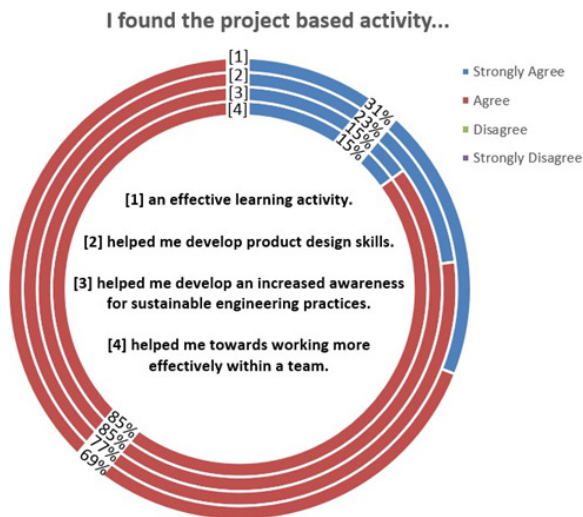 I found the project based activity...
[1]
[2]
[3]
[4]
31%
23%
15%
15%
Strongly Agree
Agree
Disagree
Strongly Disagree
[1] an effective learning activity.
[2] helped me develop product design skills.
[3] helped me develop an increased awareness
for sustainable engineering practices.
[4] helped me towards working more
effectively within a team.
85%
85%
77%
69%